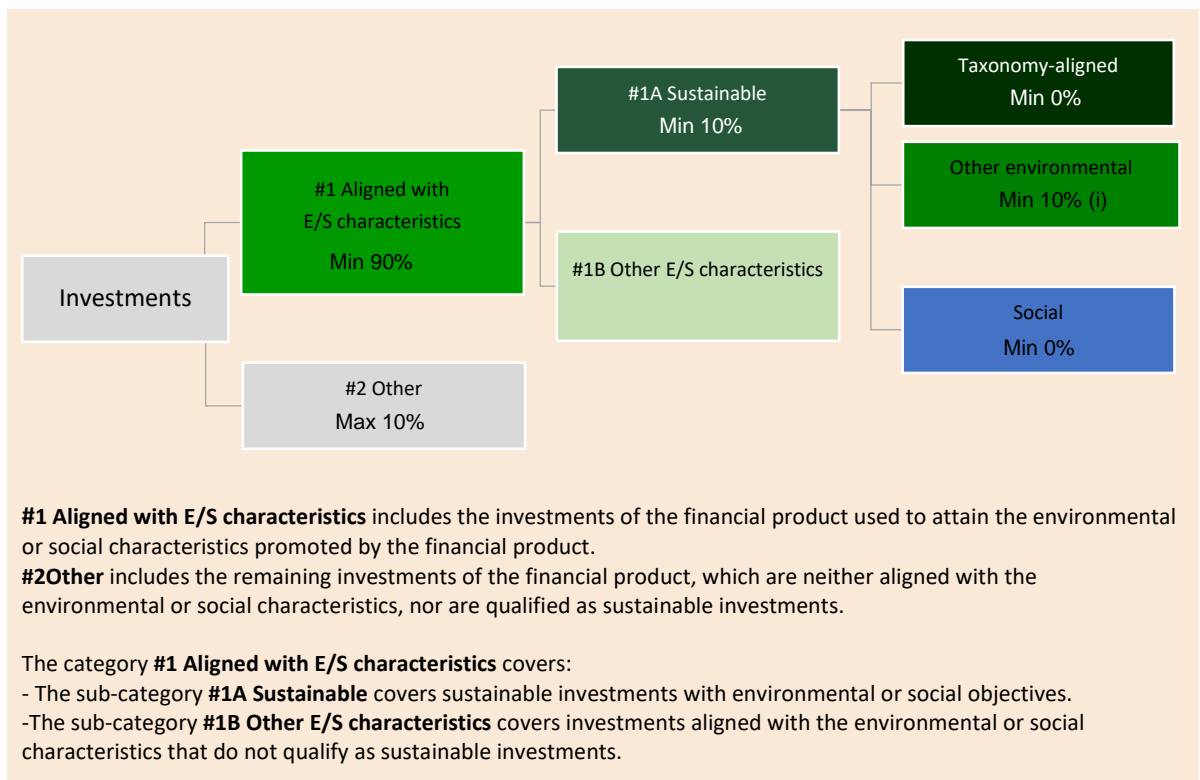 Taxonomy-aligned
Min 0%
#1A Sustainable
Min 10%
Other environmental
Min 10% (i)
#1 Aligned with
E/S characteristics
Min 90%
#1B Other E/S characteristics
Investments
Social
Min 0%
#2 Other
Max 10%
#1 Aligned with E/S characteristics includes the investments of the financial product used to attain the environmental
or social characteristics promoted by the financial product.
#2Other includes the remaining investments of the financial product, which are neither aligned with the
environmental or social characteristics, nor are qualified as sustainable investments.
The category #1 Aligned with E/S characteristics covers:
- The sub-category #1A Sustainable covers sustainable investments with environmental or social objectives.
-The sub-category #1B Other E/S characteristics covers investments aligned with the environmental or social
characteristics that do not qualify as sustainable investments.